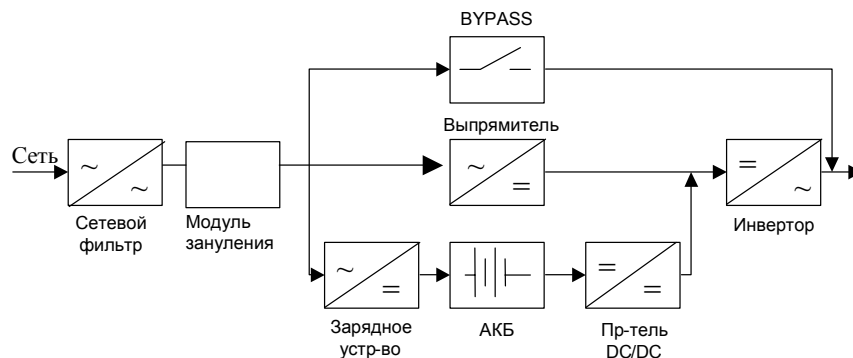 BYPASS
Выпрямитель
Сеть
~
~
~
=
=
~
Сетевой
фильтр
Модуль
зануления
Инвертор
~
=
=
=
Зарядное
устр-во
АКБ
Пр-тель
DC/DC